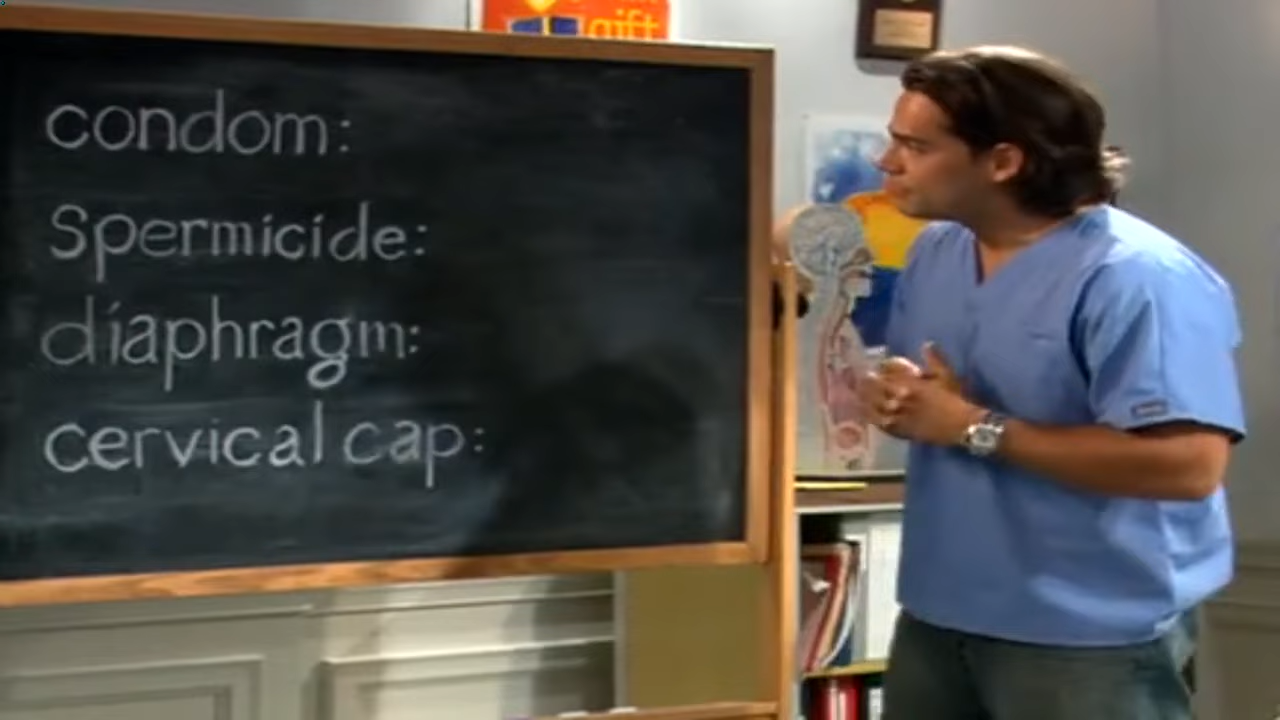 gift
condom:
Spermicide:
diaphragm:
cervical cap: